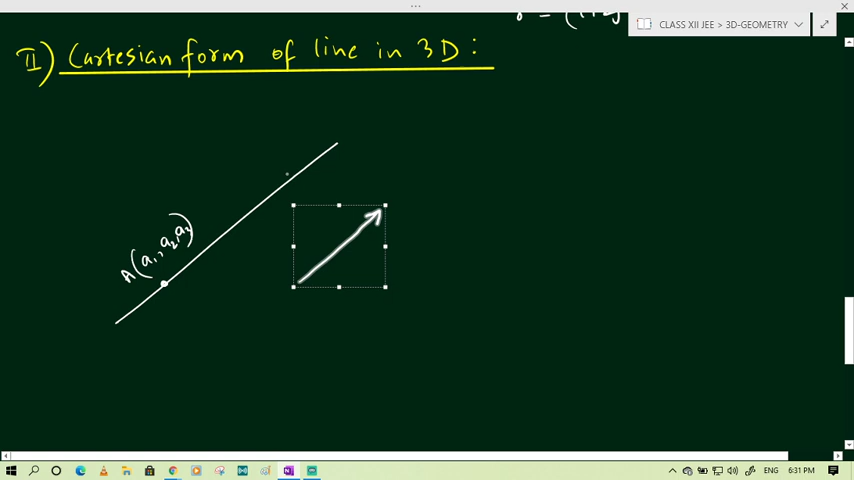 CLASS XII JEE > 3D-GEOMETRY
II) Cartesian form of line in 3D :
A(a₁, a₂, a₃)
ENG 6:31 PM